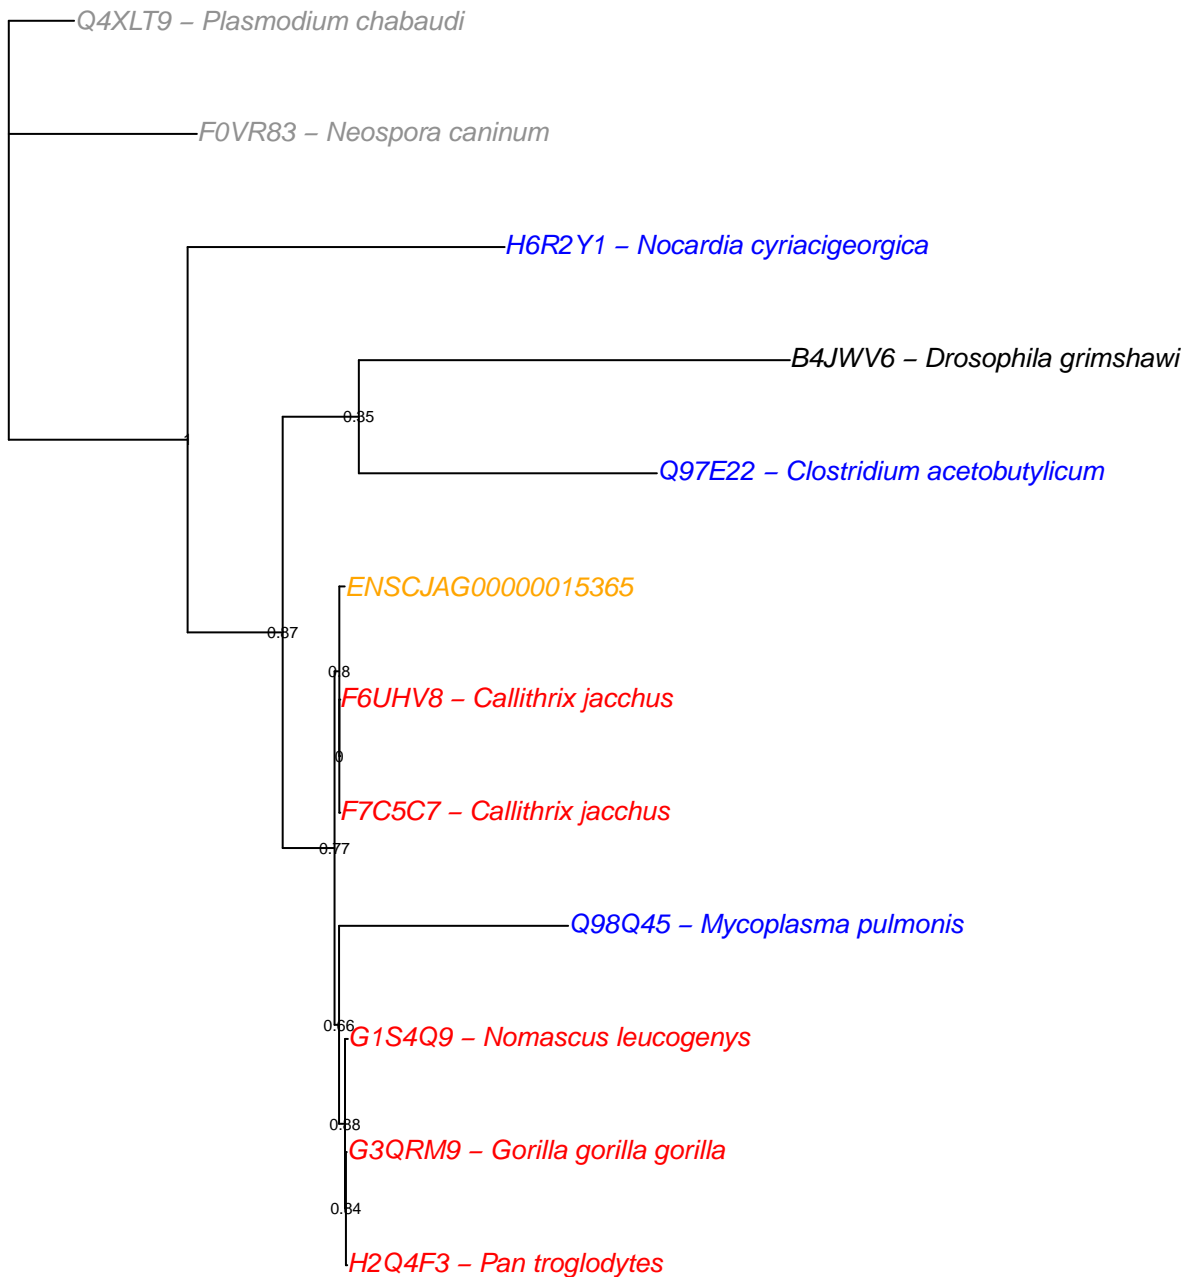 Q4XLT9 – Plasmodium chabaudi
F0VR83 – Neospora caninum
H6R2Y1 – Nocardia cyriacigeorgica
B4JWV6 – Drosophila grimshawi
0.35
1
Q97E22 – Clostridium acetobutylicum
ENSCJAG00000015365
0.87
0.8
F6UHV8 – Callithrix jacchus
0
F7C5C7 – Callithrix jacchus
0.77
Q98Q45 – Mycoplasma pulmonis
0.66
G1S4Q9 – Nomascus leucogenys
0.88
G3QRM9 – Gorilla gorilla gorilla
0.84
H2Q4F3 – Pan troglodytes